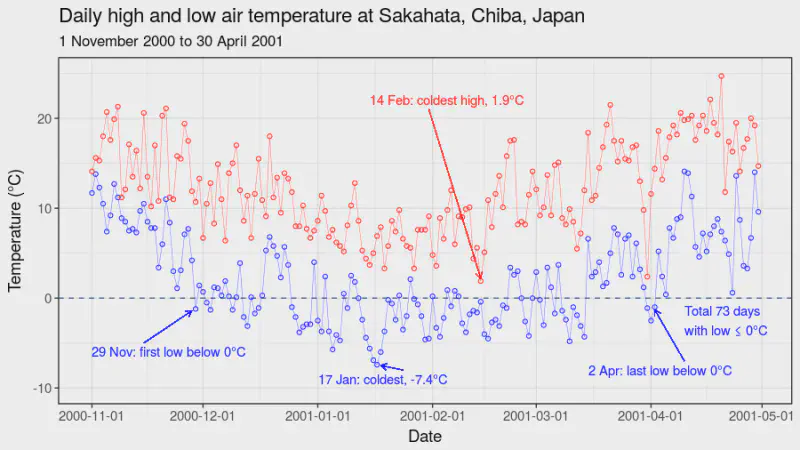 Daily high and low air temperature at Sakahata, Chiba, Japan
1 November 2000 to 30 April 2001
14 Feb: coldest high, 1.9°C
20
10
0
-10
Temperature (°C)
Total 73 days
with low ≤ 0°C
29 Nov: first low below 0°C
17 Jan: coldest, -7.4°C
2 Apr: last low below 0°C
2000-11-01
2000-12-01
2001-01-01
2001-02-01
2001-03-01
2001-04-01
2001-05-01
Date